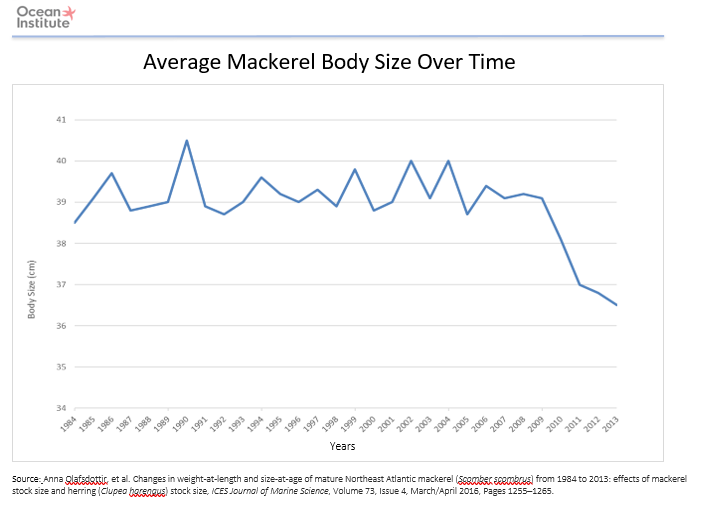 Ocean
Institute
Average Mackerel Body Size Over Time
41
40
39
38
37
36
35
34
Body Size (cm)
1984 1985 1986 1987 1988 1989 1990 1991 1992 1993 1994 1995 1996 1997 1998 1999 2000 2001 2002 2003 2004 2005 2006 2007 2008 2009 2010 2011 2012 2013
Years
Source: Anna Olafsdottir, et al. Changes in weight-at-length and size-at-age of mature Northeast Atlantic mackerel (Scomber scombrus) from 1984 to 2013: effects of mackerel
stock size and herring (Clupea harengus) stock size, ICES Journal of Marine Science, Volume 73, Issue 4, March/April 2016, Pages 1255–1265.